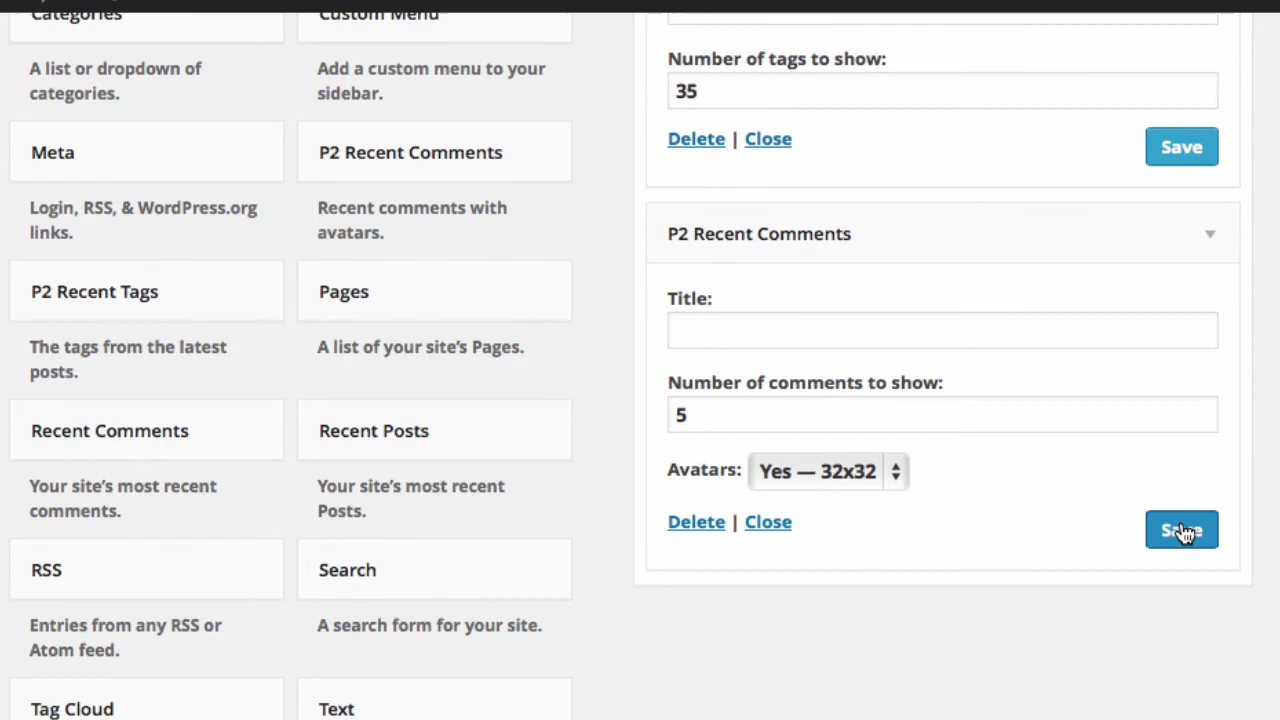 Categories
Custom Menu
A list or dropdown of
categories.
Add a custom menu to your
sidebar.
Meta
P2 Recent Comments
Login, RSS, & WordPress.org
links.
Recent comments with
avatars.
P2 Recent Tags
Pages
The tags from the latest
posts.
A list of your site's Pages.
Recent Comments
Recent Posts
Your site's most recent
comments.
Your site's most recent
Posts.
RSS
Search
Entries from any RSS or
Atom feed.
A search form for your site.
Tag Cloud
Text
Number of tags to show:
35
Delete | Close
Save
P2 Recent Comments
Title:
Number of comments to show:
5
Avatars: Yes — 32x32
Delete | Close
Save